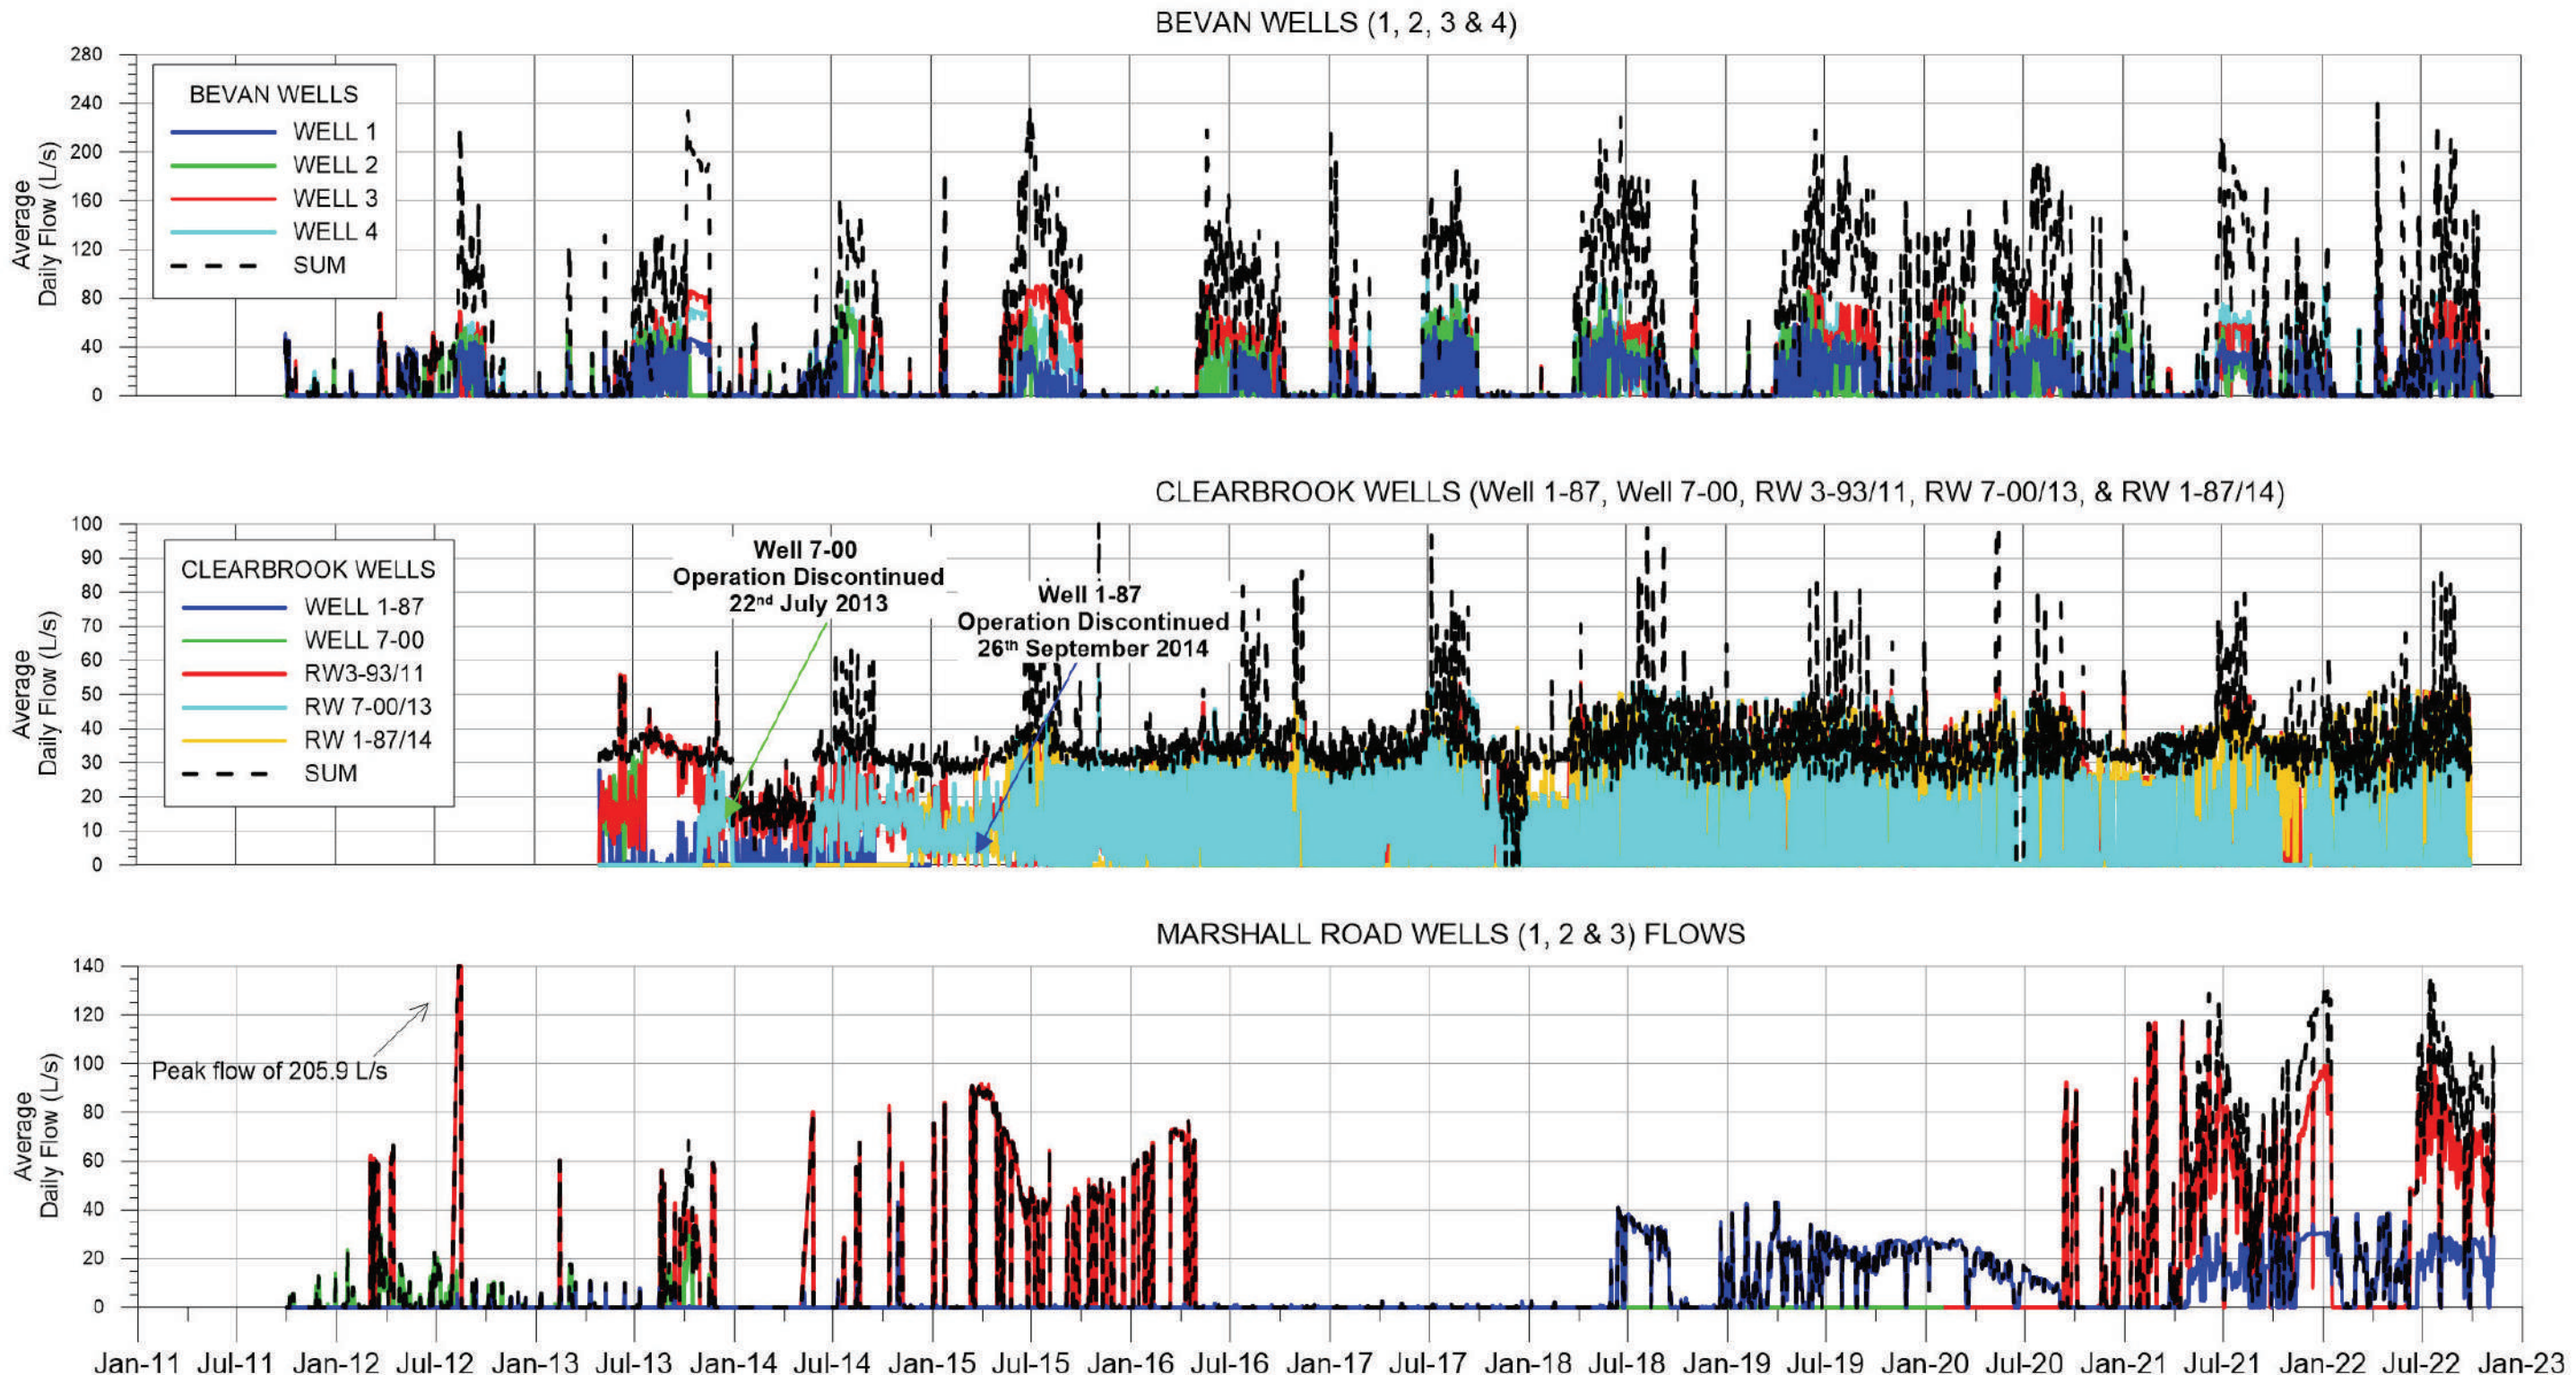 BEVAN WELLS (1, 2, 3 & 4)
280
240
200
160
120
80
40
0
Average
Daily Flow (L/s)
BEVAN WELLS
WELL 1
WELL 2
WELL 3
WELL 4
SUM
CLEARBROOK WELLS (Well 1-87, Well 7-00, RW 3-93/11, RW 7-00/13, & RW 1-87/14)
100
90
80
70
60
50
40
30
20
10
0
Average
Daily Flow (L/s)
CLEARBROOK WELLS
WELL 1-87
WELL 7-00
RW3-93/11
RW 7-00/13
RW 1-87/14
SUM
Well 7-00
Operation Discontinued
22nd July 2013
Well 1-87
Operation Discontinued
26th September 2014
MARSHALL ROAD WELLS (1, 2 & 3) FLOWS
140
120
100
80
60
40
20
0
Average
Daily Flow (L/s)
Peak flow of 205.9 L/s
Jan-11 Jul-11 Jan-12 Jul-12 Jan-13 Jul-13 Jan-14 Jul-14 Jan-15 Jul-15 Jan-16 Jul-16 Jan-17 Jul-17 Jan-18 Jul-18 Jan-19 Jul-19 Jan-20 Jul-20 Jan-21 Jul-21 Jan-22 Jul-22 Jan-23